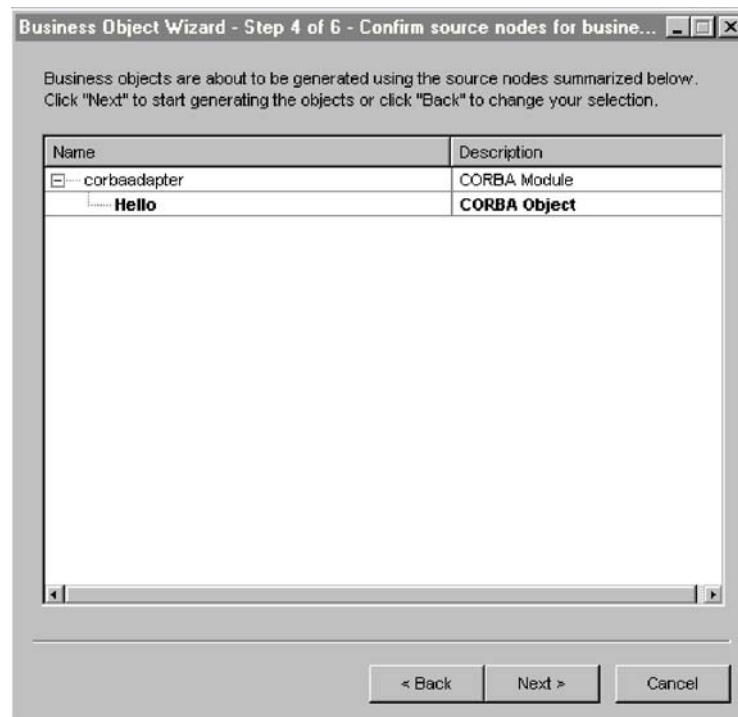 Business Object Wizard - Step 4 of 6 - Confirm source nodes for busine...
Business objects are about to be generated using the source nodes summarized below.
Click "Next" to start generating the objects or click "Back" to change your selection.
Name Description
corbaadapter CORBA Module
Hello CORBA Object
< Back Next > Cancel